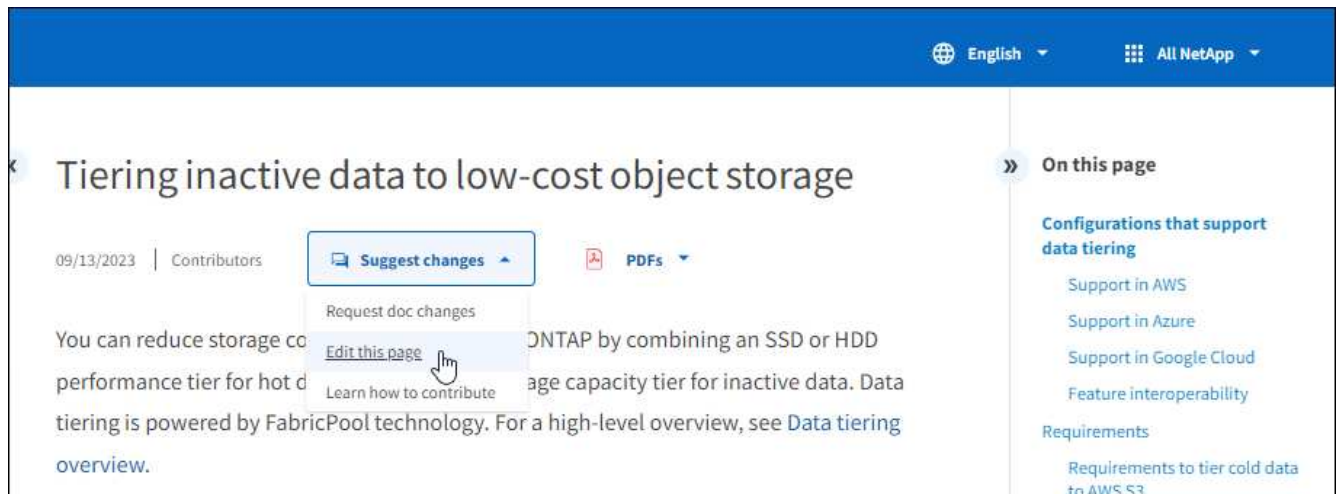 English
All NetApp
Tiering inactive data to low-cost object storage
09/13/2023 | Contributors
Suggest changes
PDFs
Request doc changes
Edit this page
Learn how to contribute
You can reduce storage co ONTAP by combining an SSD or HDD
performance tier for hot d age capacity tier for inactive data. Data
tiering is powered by FabricPool technology. For a high-level overview, see Data tiering
overview.
On this page
Configurations that support
data tiering
Support in AWS
Support in Azure
Support in Google Cloud
Feature interoperability
Requirements
Requirements to tier cold data
to AWS S3